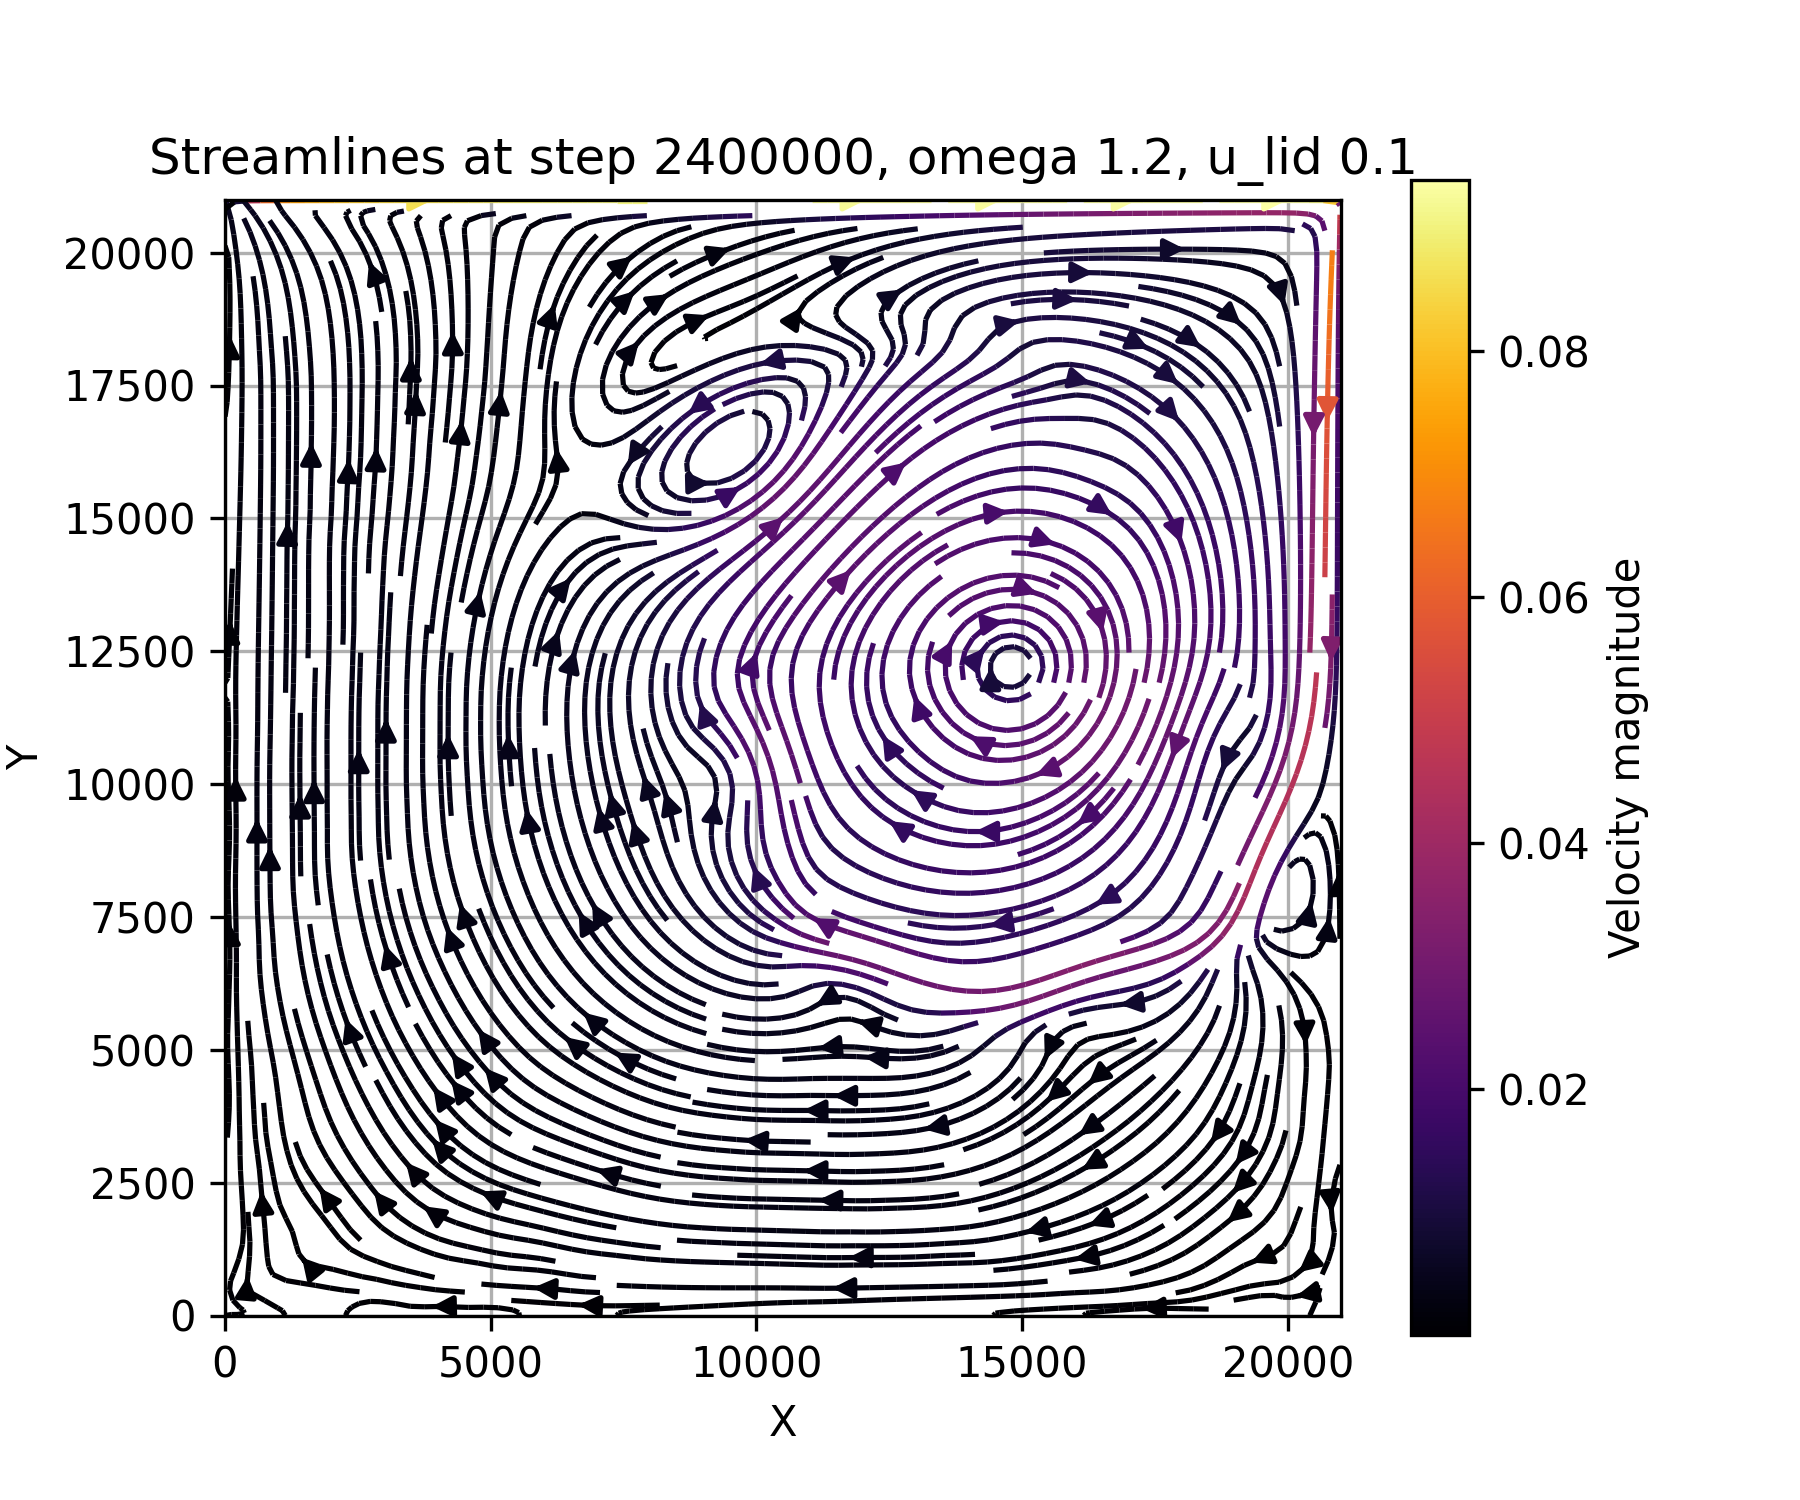 Streamlines at step 2400000, omega 1.2, u_lid 0.1
20000
17500
15000
12500
10000
7500
5000
2500
0
Y
0 5000 10000 15000 20000
X
0.08
0.06
0.04
0.02
Velocity magnitude